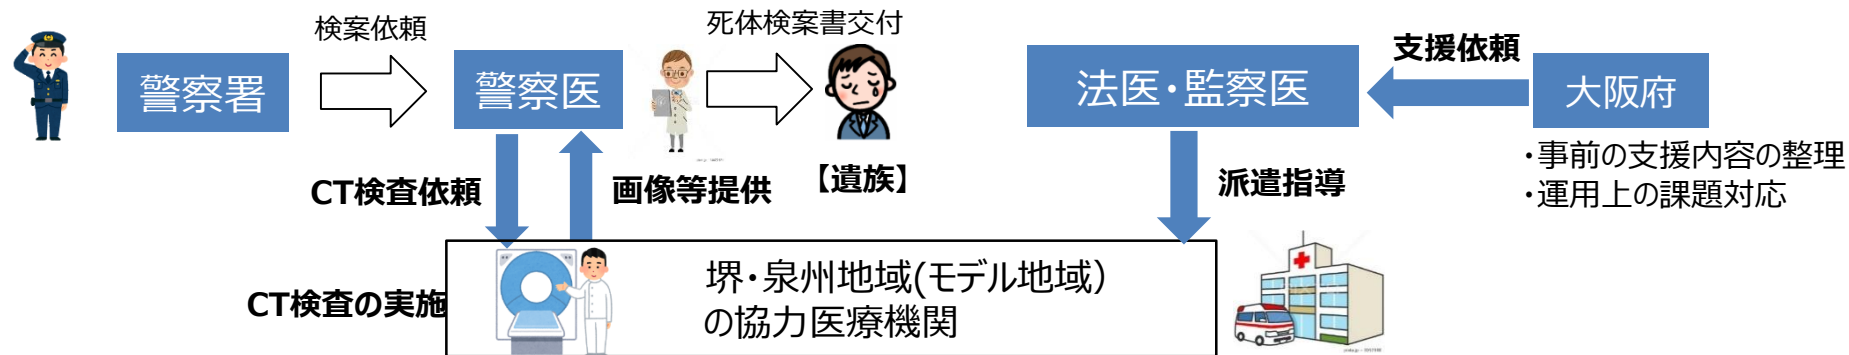 検案依頼
死体検案書交付
警察署
警察医
【遺族】
法医・監察医
支援依頼
大阪府
・事前の支援内容の整理
・運用上の課題対応
CT検査依頼
画像等提供
派遣指導
CT検査の実施
堺・泉州地域(モデル地域)
の協力医療機関